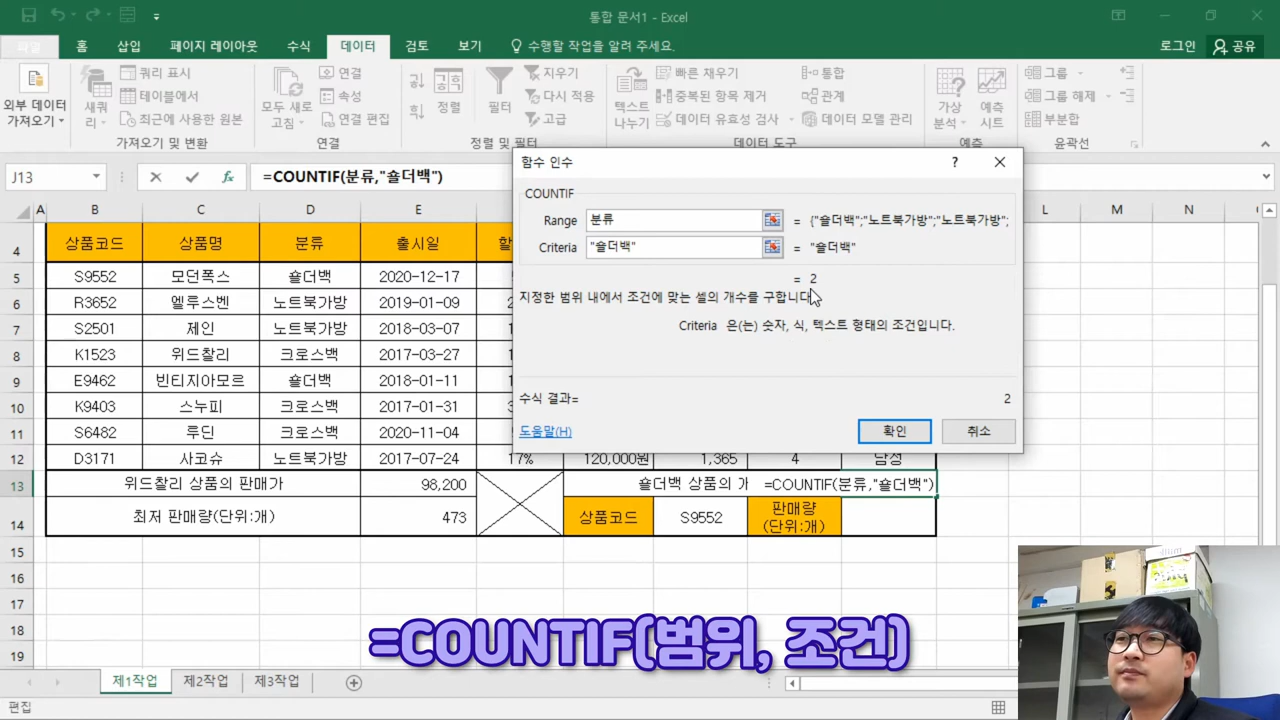 통합 문서1 - Excel
파일 홈 삽입 페이지 레이아웃 수식 데이터 검토 보기 수행할 작업을 알려 주세요. 로그인 공유
외부 데이터
가져오기
새쿼
리
쿼리 표시
테이블에서
최근에 사용한 원본
가져오기 및 변환
모두 새로
고침
연결
속성
연결 편집
연결
정렬
필터
지우기
다시 적용
고급
정렬 및 필터
텍스트
나누기
빠른 채우기
중복된 항목 제거
데이터 유효성 검사
통합
관계
데이터 모델 관리
데이터 도구
가상
분석
예측
시트
예측
그룹
그룹 해제
부분합
윤곽선
J13 =COUNTIF(분류,"숄더백")
A B C D E L M N
4 상품코드 상품명 분류 출시일 할
5 S9552 모던폭스 숄더백 2020-12-17
6 R3652 엘루스벤 노트북가방 2019-01-09 2
7 S2501 제인 노트북가방 2018-03-07 1
8 K1523 위드찰리 크로스백 2017-03-27 1
9 E9462 빈티지아모르 숄더백 2018-01-11 1
10 K9403 스누피 크로스백 2017-01-31 3
11 S6482 루딘 크로스백 2020-11-04
12 D3171 사코슈 노트북가방 2017-07-24 17% 120,000원 1,365 4 남성
13 위드찰리 상품의 판매가 98,200 숄더백 상품의 가 =COUNTIF(분류,"숄더백")
14 최저 판매량(단위:개) 473 상품코드 S9552 판매량
(단위:개)
15
16
17
18
19
함수 인수
? ×
COUNTIF
Range 분류 = {"숄더백";"노트북가방";"노트북가방";
Criteria "숄더백" = "숄더백"
= 2
지정한 범위 내에서 조건에 맞는 셀의 개수를 구합니다
Criteria 은(는) 숫자, 식, 텍스트 형태의 조건입니다.
수식 결과= 2
도움말(H) 확인 취소
=COUNTIF(범위, 조건)
제1작업 제2작업 제3작업
편집